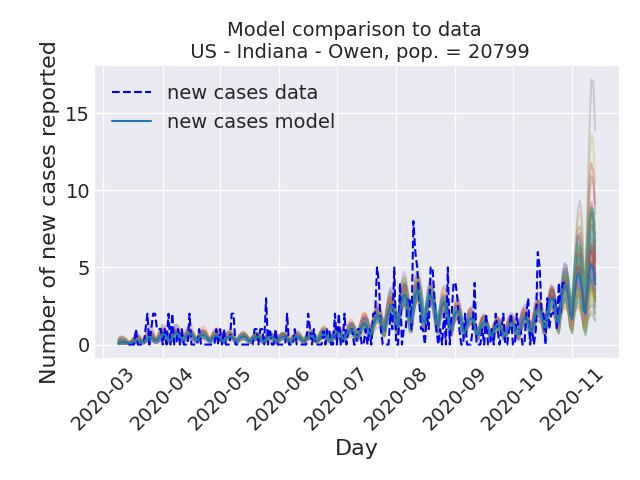 Model comparison to data
US - Indiana - Owen, pop. = 20799
Number of new cases reported
15
10
5
0
new cases data
new cases model
2020-03
2020-04
2020-05
2020-06
2020-07
2020-08
2020-09
2020-10
2020-11
Day